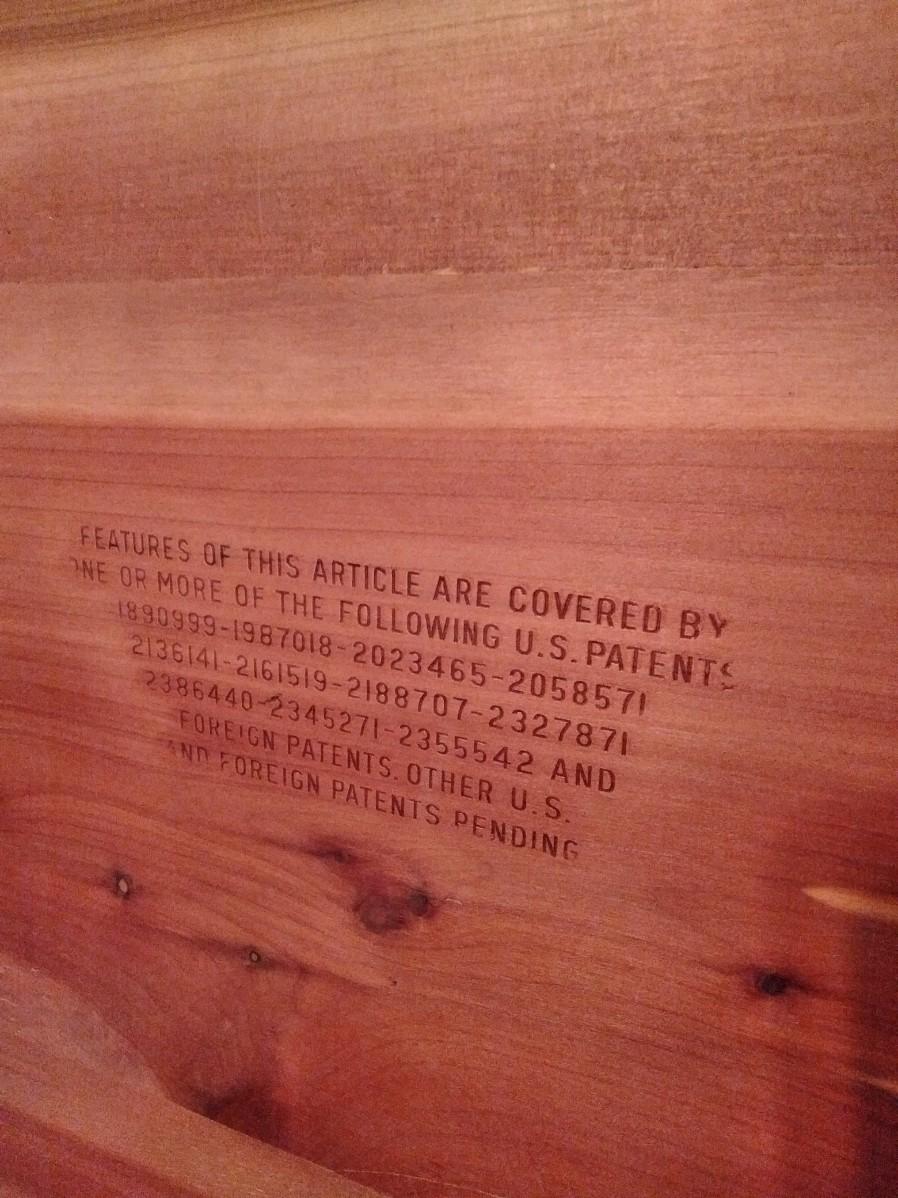 FEATURES OF THIS ARTICLE ARE COVERED BY
ONE OR MORE OF THE FOLLOWING U.S. PATENTS
1890999-1987018-2023465-2058571
2136141-2161519-2188707-2327871
2386440-2345271-2355542 AND
FOREIGN PATENTS. OTHER U.S.
AND FOREIGN PATENTS PENDING